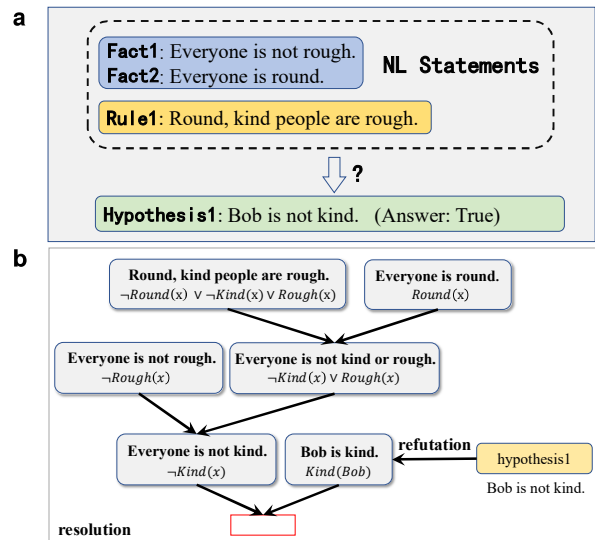 a
Fact1: Everyone is not rough.
Fact2: Everyone is round.
NL Statements
Rule1: Round, kind people are rough.
?
Hypothesis1: Bob is not kind. (Answer: True)
b
Round, kind people are rough.
¬Round(x) ∨ ¬Kind(x) ∨ Rough(x)
Everyone is round.
Round(x)
Everyone is not rough.
¬Rough(x)
Everyone is not kind or rough.
¬Kind(x) ∨ Rough(x)
Everyone is not kind.
¬Kind(x)
Bob is kind.
Kind(Bob)
refutation
hypothesis1
Bob is not kind.
resolution